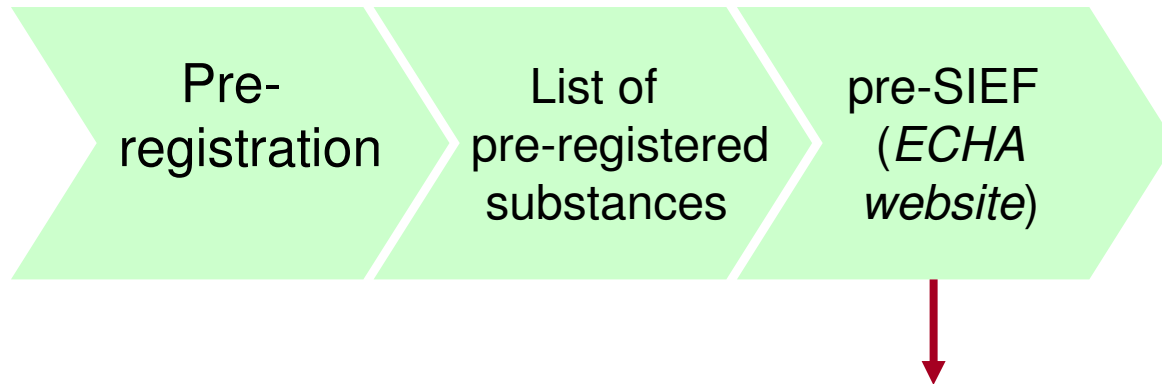 Pre-
registration
List of
pre-registered
substances
pre-SIEF
(ECHA
website)